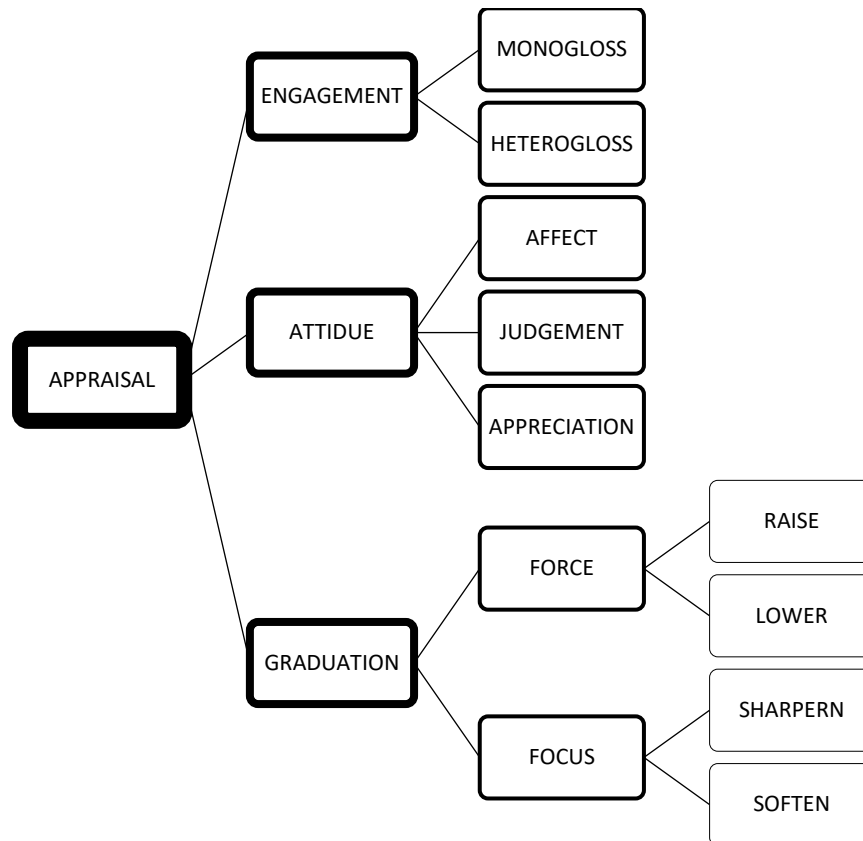 MONOGLOSS
ENGAGEMENT
HETEROGLOSS
AFFECT
ATTIDUE
JUDGEMENT
APPRAISAL
APPRECIATION
RAISE
FORCE
LOWER
GRADUATION
SHARPERN
FOCUS
SOFTEN